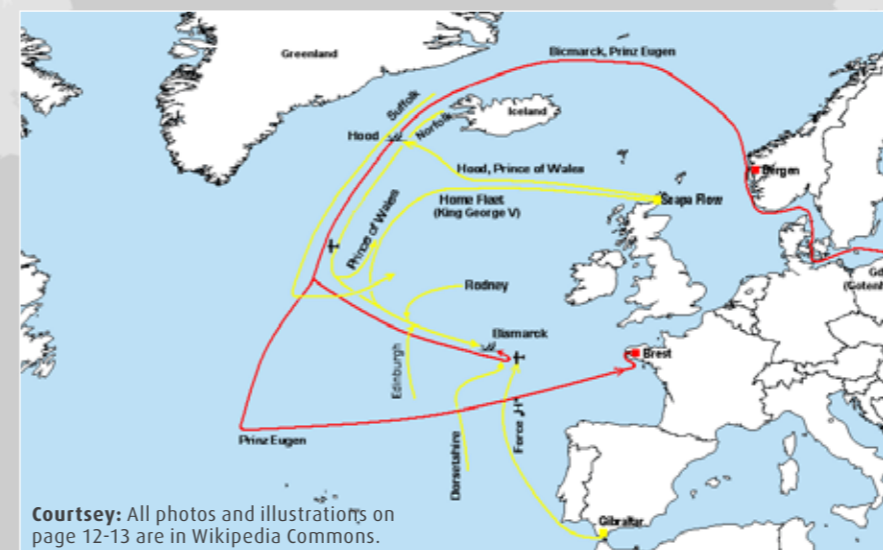 Greenland
Bicmarck, Prinz Eugen
Suffolk
Iceland
Hood
Norfolk
Hood, Prince of Wales
Bergen
Home Fleet
(King George V)
Scapa Flow
Prince of Wales
Rodney
Bismarck
Edinburgh
Brest
Prinz Eugen
Dorsetshire
Force „H"
Gibraltar
Courtsey: All photos and illustrations on
page 12-13 are in Wikipedia Commons.